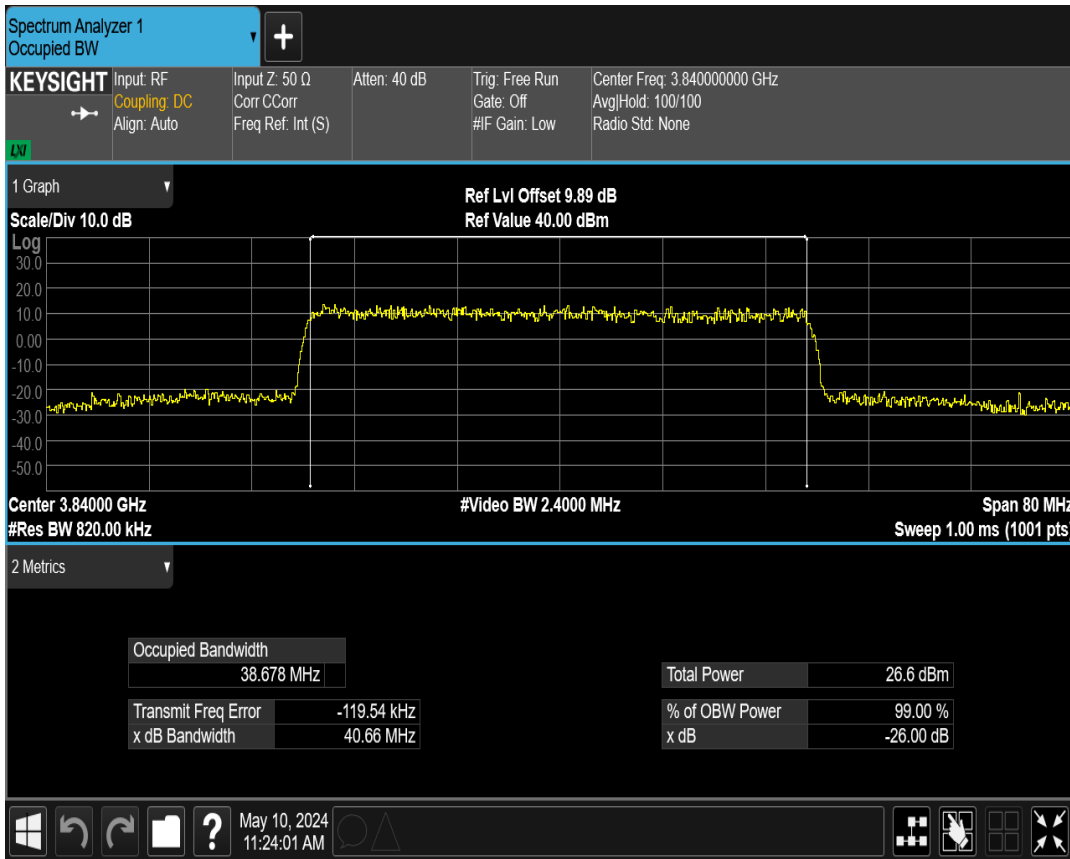 Spectrum Analyzer 1
Occupied BW
+
KEYSIGHT
LXI
Input: RF
Coupling: DC
Align: Auto
Input Z: 50 Ω
Corr CCorr
Freq Ref: Int (S)
Atten: 40 dB
Trig: Free Run
Gate: Off
#IF Gain: Low
Center Freq: 3.840000000 GHz
Avg|Hold: 100/100
Radio Std: None
1 Graph
Scale/Div 10.0 dB
Ref Lvl Offset 9.89 dB
Ref Value 40.00 dBm
Log
30.0
20.0
10.0
0.00
-10.0
-20.0
-30.0
-40.0
-50.0
Center 3.84000 GHz
#Video BW 2.4000 MHz
Span 80 MHz
#Res BW 820.00 kHz
Sweep 1.00 ms (1001 pts)
2 Metrics
Occupied Bandwidth
38.678 MHz
Total Power 26.6 dBm
Transmit Freq Error -119.54 kHz
% of OBW Power 99.00 %
x dB Bandwidth 40.66 MHz
x dB -26.00 dB
?
May 10, 2024
11:24:01 AM